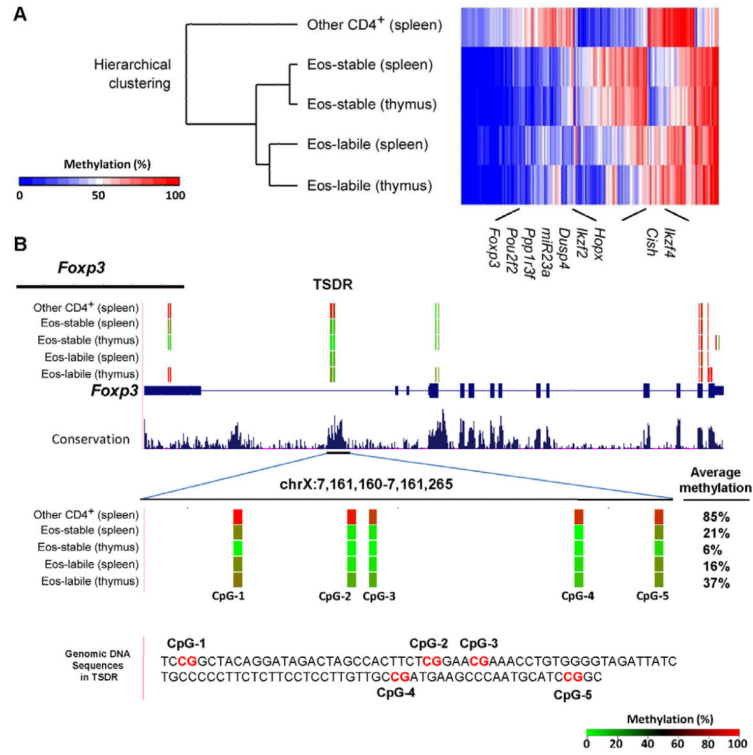 A
Hierarchical
clustering
Other CD4+ (spleen)
Eos-stable (spleen)
Eos-stable (thymus)
Eos-labile (spleen)
Eos-labile (thymus)
Methylation (%)
0 50 100
Foxp3
Pou2f2
Ppp1r3f
miR23a
Dusp4
Ikzf2
Hopx
Cish
Ikzf4
B
Foxp3
TSDR
Other CD4+ (spleen)
Eos-stable (spleen)
Eos-stable (thymus)
Eos-labile (spleen)
Eos-labile (thymus)
Foxp3
Conservation
chrX:7,161,160-7,161,265
Average
methylation
Other CD4+ (spleen) 85%
Eos-stable (spleen) 21%
Eos-stable (thymus) 6%
Eos-labile (spleen) 16%
Eos-labile (thymus) 37%
CpG-1 CpG-2 CpG-3 CpG-4 CpG-5
Genomic DNA
Sequences
in TSDR
CpG-1 CpG-2 CpG-3
TCCGGCTACAGGATAGACTAGCCACTTCTCGGAACGAAACCTGTGGGGTAGATTATC
TGCCCCCTTCTCTTCCTCCTTGTTGCCGATGAAGCCCAATGCATCCGGC
CpG-4 CpG-5
Methylation (%)
0 20 40 60 80 100